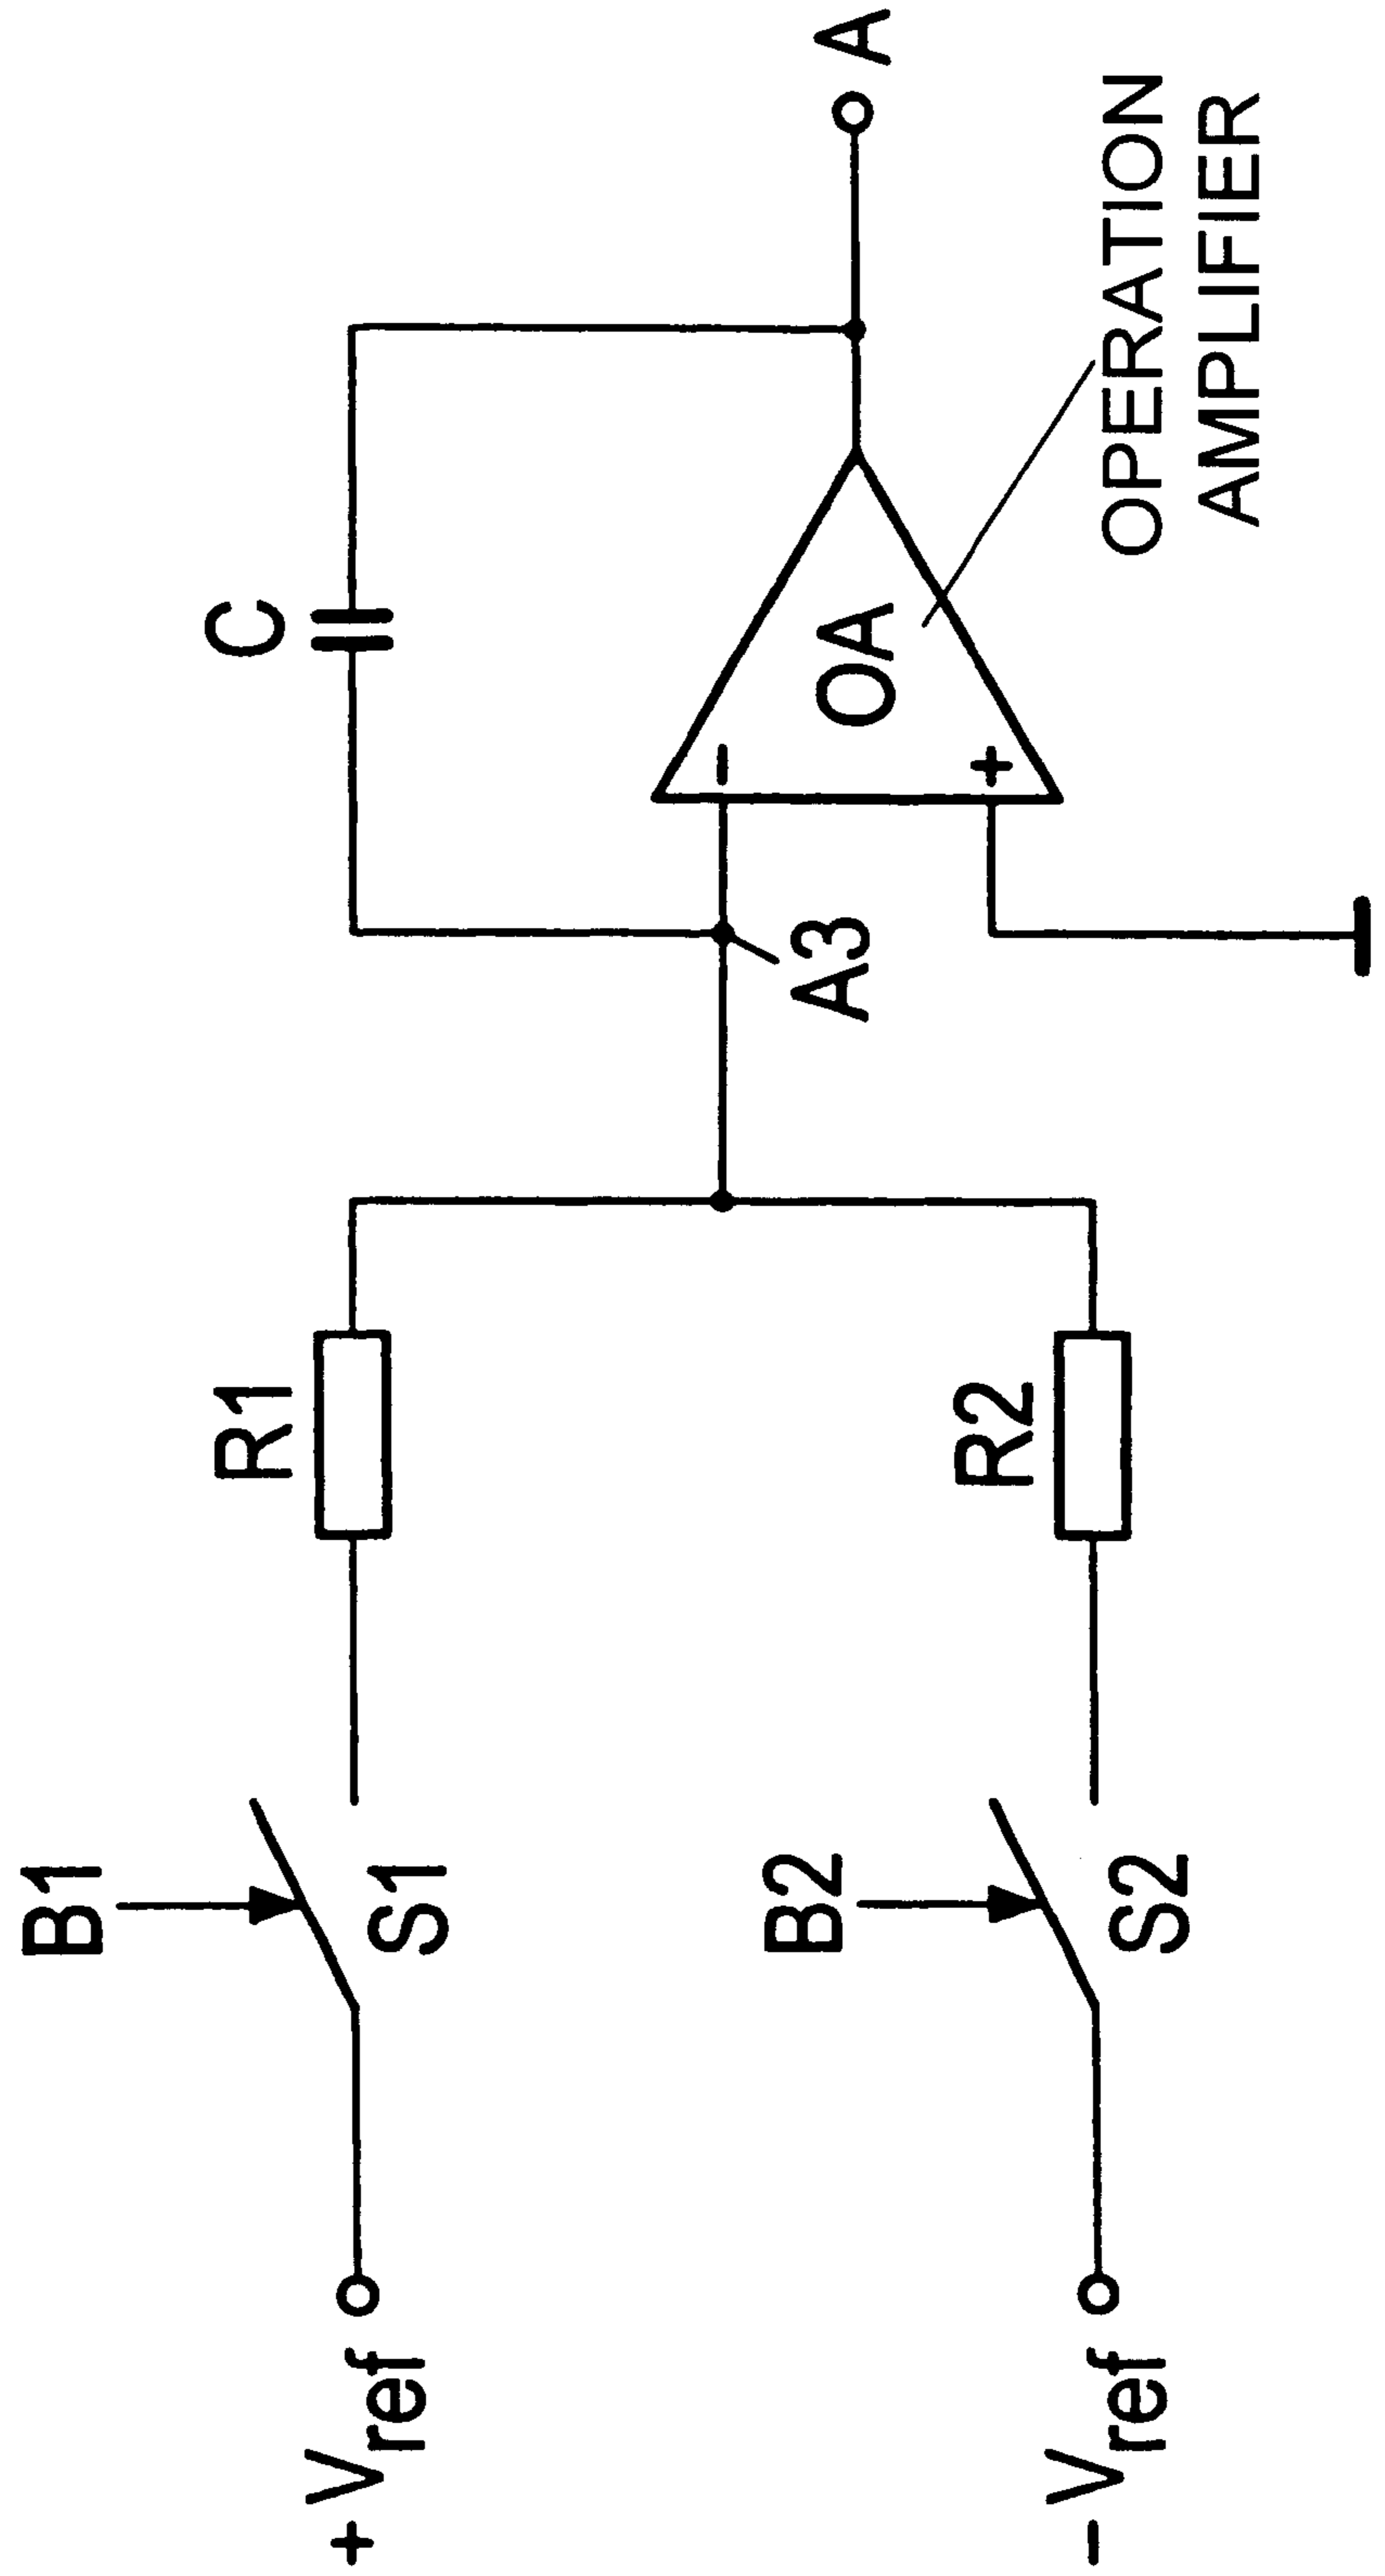 B1
+ Vref
S1
R1
C
B2
- Vref
S2
R2
A3
-
+
OA
A
OPERATION
AMPLIFIER